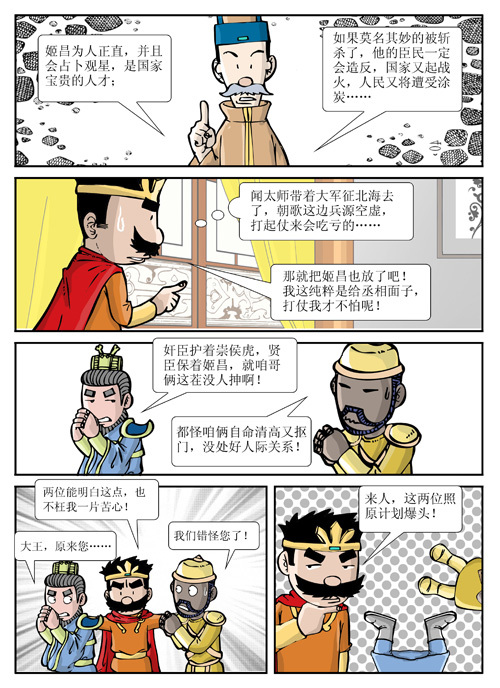 姬昌为人正直，并且
会占卜观星，是国家
宝贵的人才；
如果莫名其妙的被斩
杀了，他的臣民一定
会造反，国家又起战
火，人民又将遭受涂
炭……
闻太师带着大军征北海去
了，朝歌这边兵源空虚，
打起仗来会吃亏的……
那就把姬昌也放了吧！
我这纯粹是给丞相面子，
打仗我才不怕呢！
奸臣护着崇侯虎，贤
臣保着姬昌，就咱哥
俩这茬没人抻啊！
都怪咱俩自命清高又抠
门，没处好人际关系！
两位能明白这点，也
不枉我一片苦心！
大王，原来您……
我们错怪您了！
来人，这两位照
原计划爆头！